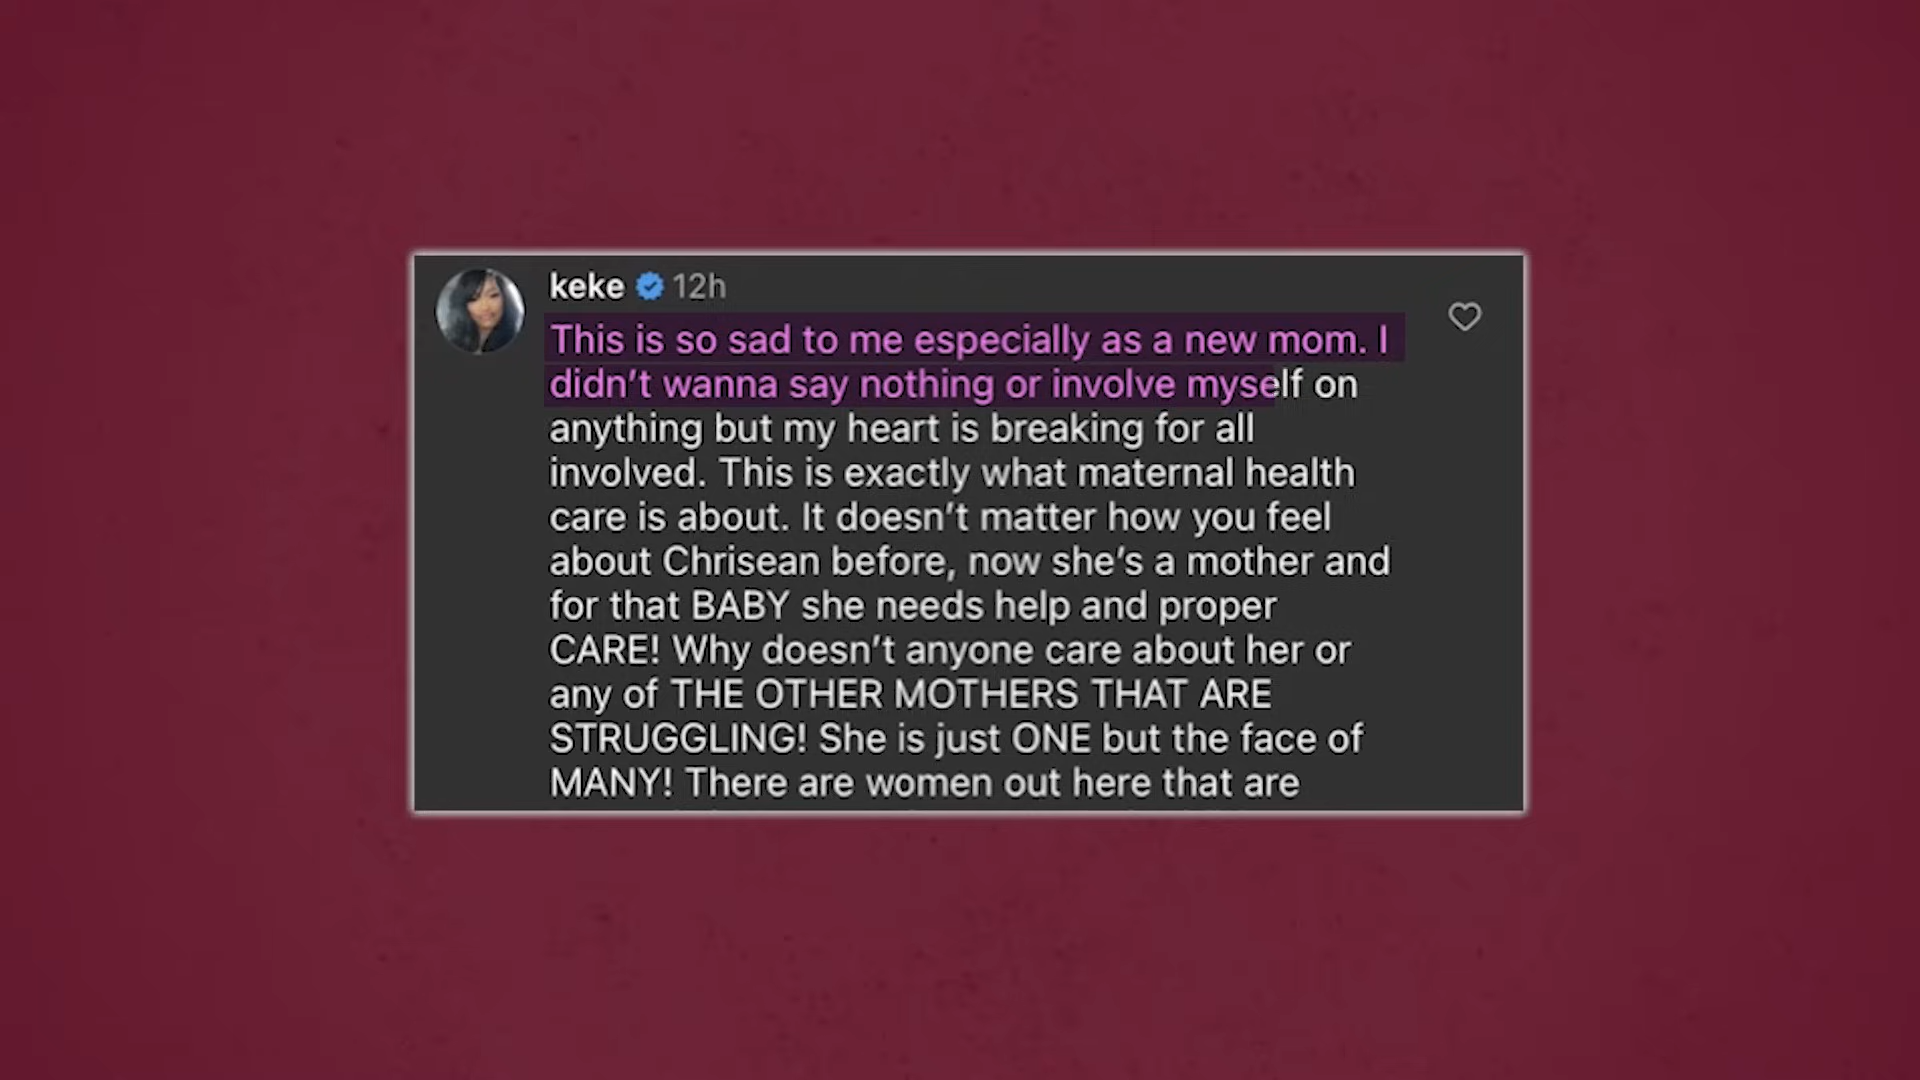 keke 12h
This is so sad to me especially as a new mom. I
didn't wanna say nothing or involve myself on
anything but my heart is breaking for all
involved. This is exactly what maternal health
care is about. It doesn't matter how you feel
about Chrisean before, now she's a mother and
for that BABY she needs help and proper
CARE! Why doesn't anyone care about her or
any of THE OTHER MOTHERS THAT ARE
STRUGGLING! She is just ONE but the face of
MANY! There are women out here that are